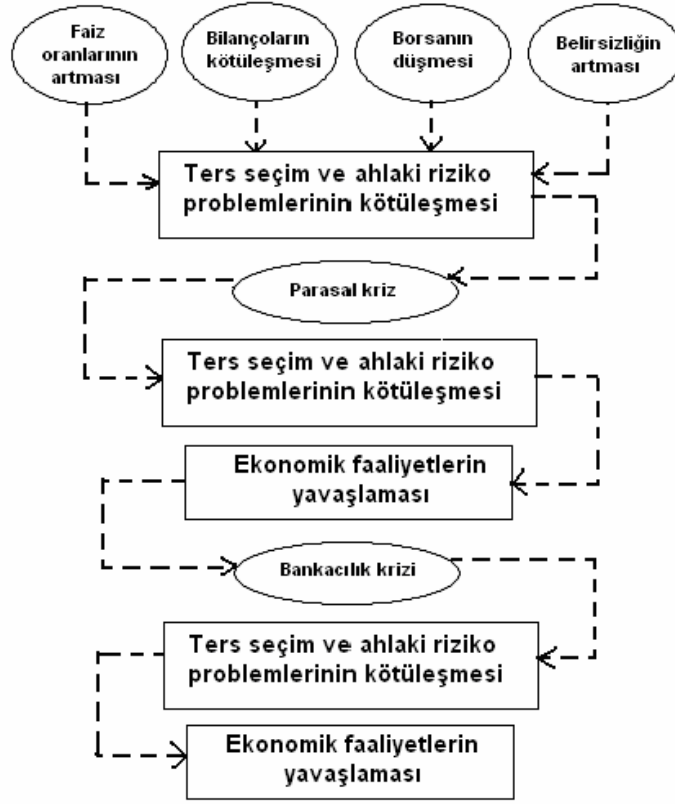 Faiz
oranlarının
artması
Bilançoların
kötüleşmesi
Borsanın
düşmesi
Belirsizliğin
artması
Ters seçim ve ahlaki riziko
problemlerinin kötüleşmesi
Parasal kriz
Ters seçim ve ahlaki riziko
problemlerinin kötüleşmesi
Ekonomik faaliyetlerin
yavaşlaması
Bankacılık krizi
Ters seçim ve ahlaki riziko
problemlerinin kötüleşmesi
Ekonomik faaliyetlerin
yavaşlaması